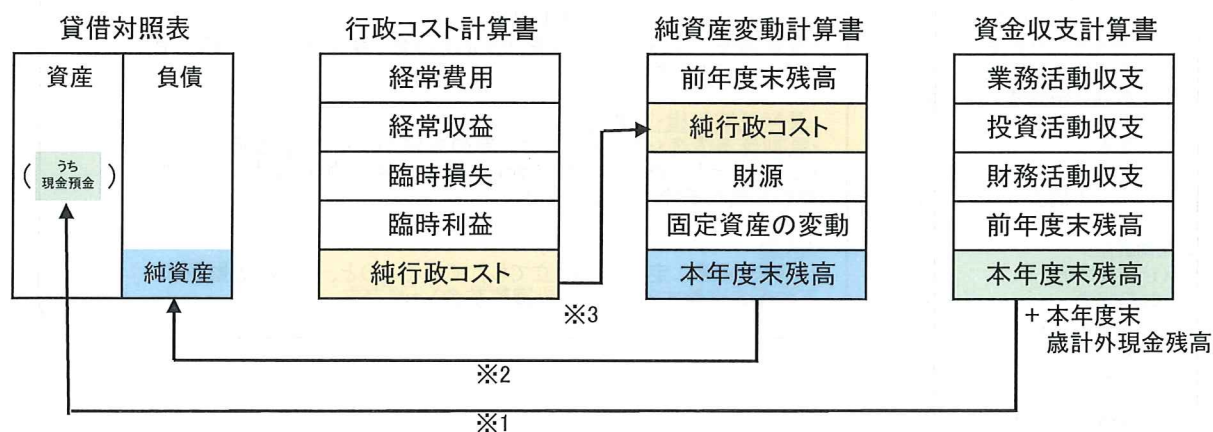 貸借対照表
資産
負債
(うち
現金預金)
純資産
行政コスト計算書
経常費用
経常収益
臨時損失
臨時利益
純行政コスト
純資産変動計算書
前年度末残高
純行政コスト
財源
固定資産の変動
本年度末残高
資金収支計算書
業務活動収支
投資活動収支
財務活動収支
前年度末残高
本年度末残高
+ 本年度末
歳計外現金残高
※3
※2
※1